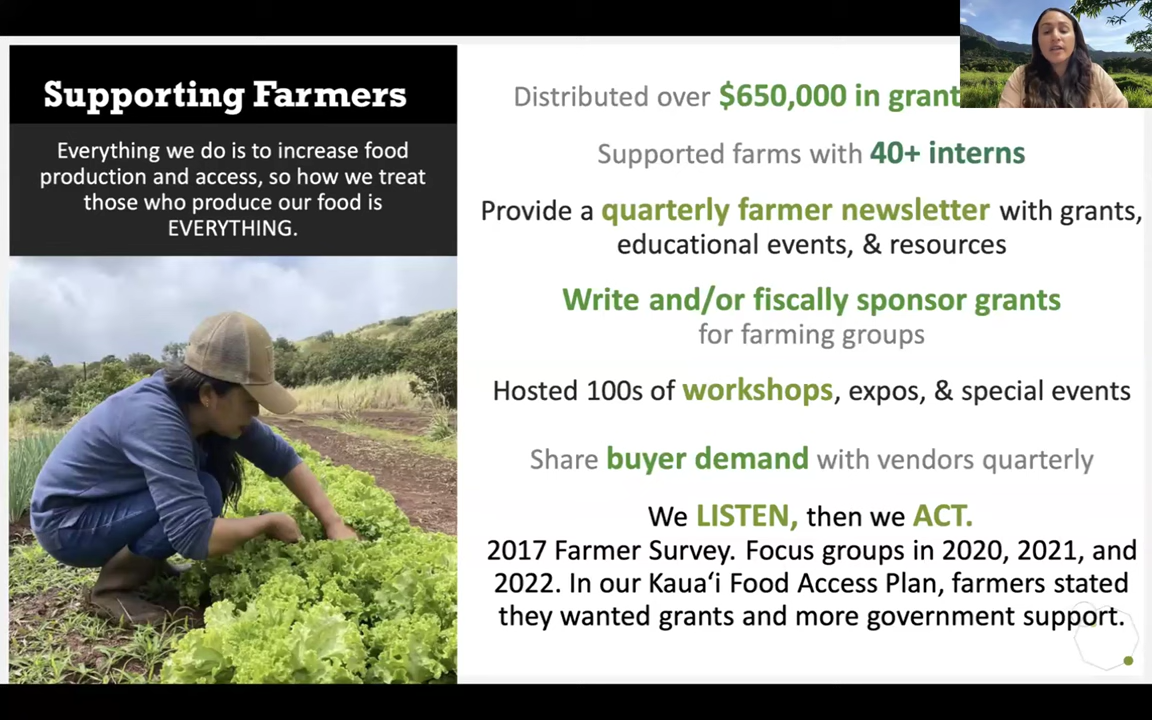 Supporting Farmers
Everything we do is to increase food
production and access, so how we treat
those who produce our food is
EVERYTHING.
Distributed over $650,000 in grant
Supported farms with 40+ interns
Provide a quarterly farmer newsletter with grants,
educational events, & resources
Write and/or fiscally sponsor grants
for farming groups
Hosted 100s of workshops, expos, & special events
Share buyer demand with vendors quarterly
We LISTEN, then we ACT.
2017 Farmer Survey. Focus groups in 2020, 2021, and
2022. In our Kauaʻi Food Access Plan, farmers stated
they wanted grants and more government support.